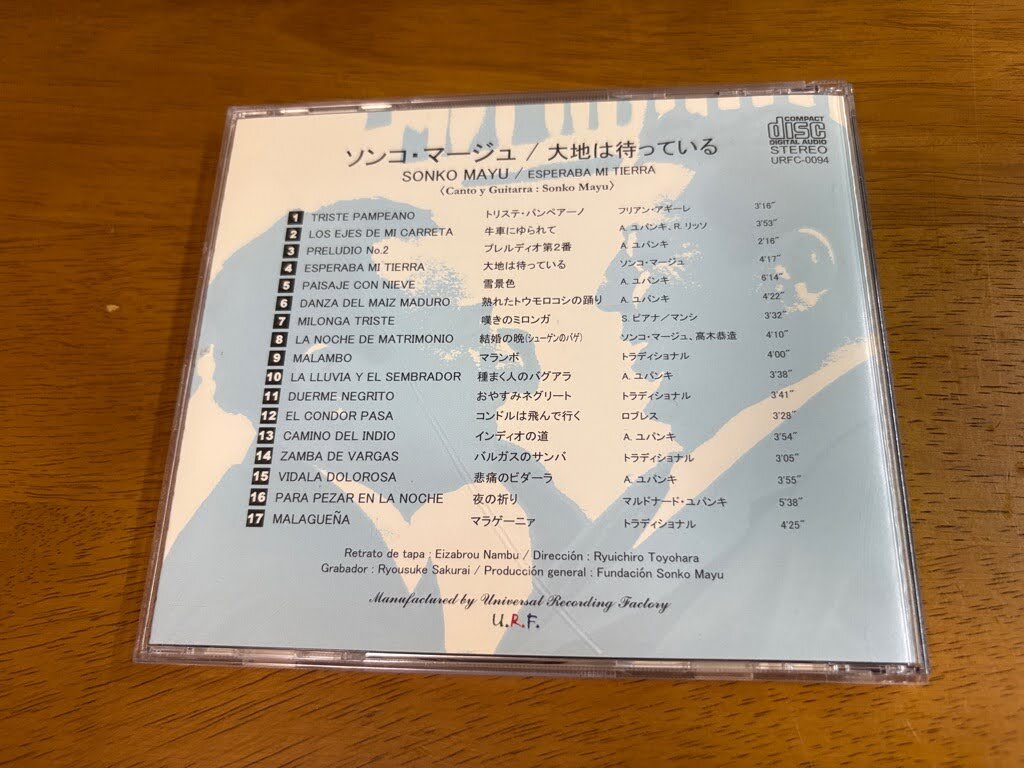 COMPACT
disc
DIGITAL AUDIO
STEREO
URFC-0094
ソンコ・マージュ / 大地は待っている
SONKO MAYU / ESPERABA MI TIERRA
〈Canto y Guitarra : Sonko Mayu〉
1 TRISTE PAMPEANO トリステ・パンペアーノ フリアン・アギーレ 3'16"
2 LOS EJES DE MI CARRETA 牛車にゆられて A. ユパンキ、R. リッソ 3'53"
3 PRELUDIO No.2 プレルディオ第2番 A. ユパンキ 2'16"
4 ESPERABA MI TIERRA 大地は待っている ソンコ・マージュ 4'17"
5 PAISAJE CON NIEVE 雪景色 A. ユパンキ 6'14"
6 DANZA DEL MAIZ MADURO 熟れたトウモロコシの踊り A. ユパンキ 4'22"
7 MILONGA TRISTE 嘆きのミロンガ S. ピアナ/マンシ 3'32"
8 LA NOCHE DE MATRIMONIO 結婚の晩(シューゲンのバゲ) ソンコ・マージュ、高木恭造 4'10"
9 MALAMBO マランボ トラディショナル 4'00"
10 LA LLUVIA Y EL SEMBRADOR 種まく人のバグアラ A. ユパンキ 3'38"
11 DUERME NEGRITO おやすみネグリート トラディショナル 3'41"
12 EL CONDOR PASA コンドルは飛んで行く ロブレス 3'28"
13 CAMINO DEL INDIO インディオの道 A. ユパンキ 3'54"
14 ZAMBA DE VARGAS バルガスのサンバ トラディショナル 3'05"
15 VIDALA DOLOROSA 悲痛のビダーラ A. ユパンキ 3'55"
16 PARA PEZAR EN LA NOCHE 夜の祈り マルドナード・ユパンキ 5'38"
17 MALAGUEÑA マラゲーニァ トラディショナル 4'25"
Retrato de tapa : Eizabrou Nambu / Dirección : Ryuichiro Toyohara
Grabador : Ryousuke Sakurai / Producción general : Fundación Sonko Mayu
Manufactured by Universal Recording Factory
U.R.F.